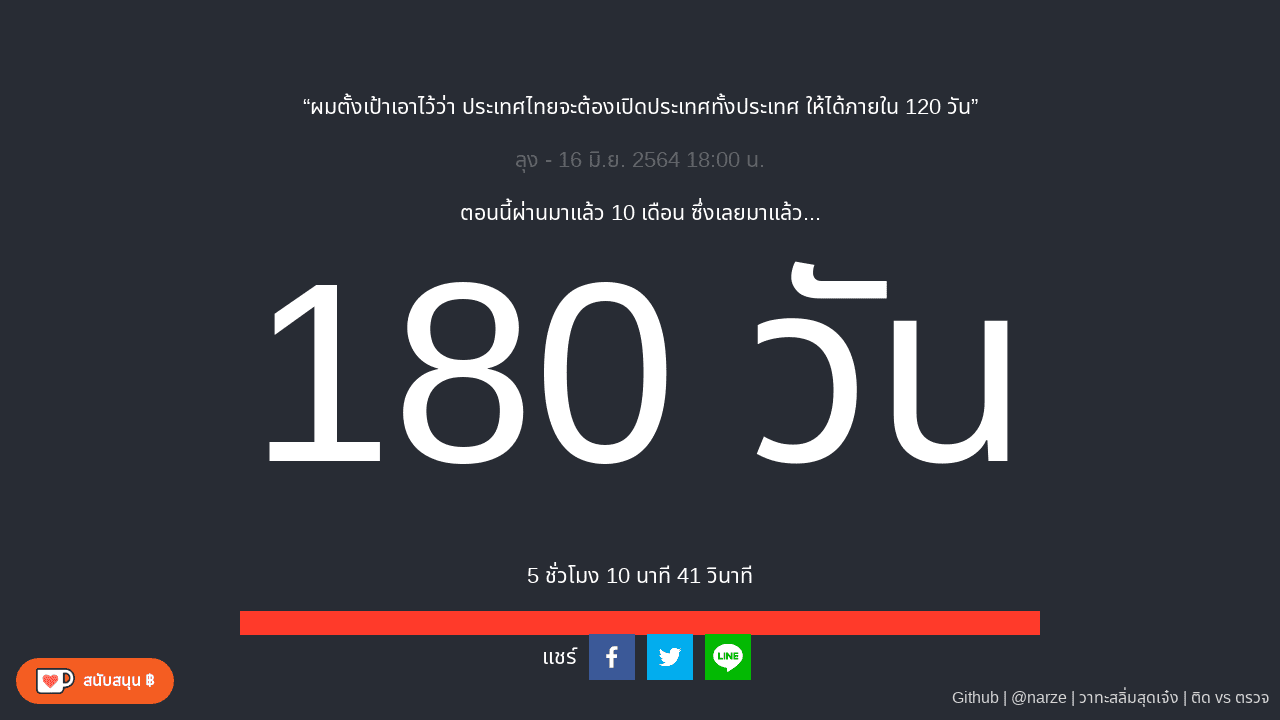 “ผมตั้งเป้าเอาไว้ว่า ประเทศไทยจะต้องเปิดประเทศทั้งประเทศ ให้ได้ภายใน 120 วัน”
ลุง - 16 มิ.ย. 2564 18:00 น.
ตอนนี้ผ่านมาแล้ว 10 เดือน ซึ่งเลยมาแล้ว...
180 วัน
5 ชั่วโมง 10 นาที 41 วินาที
แชร์
LINE
สนับสนุน ฿
Github | @narze | วาทะสลิ่มสุดเจ๋ง | ติด vs ตรวจ